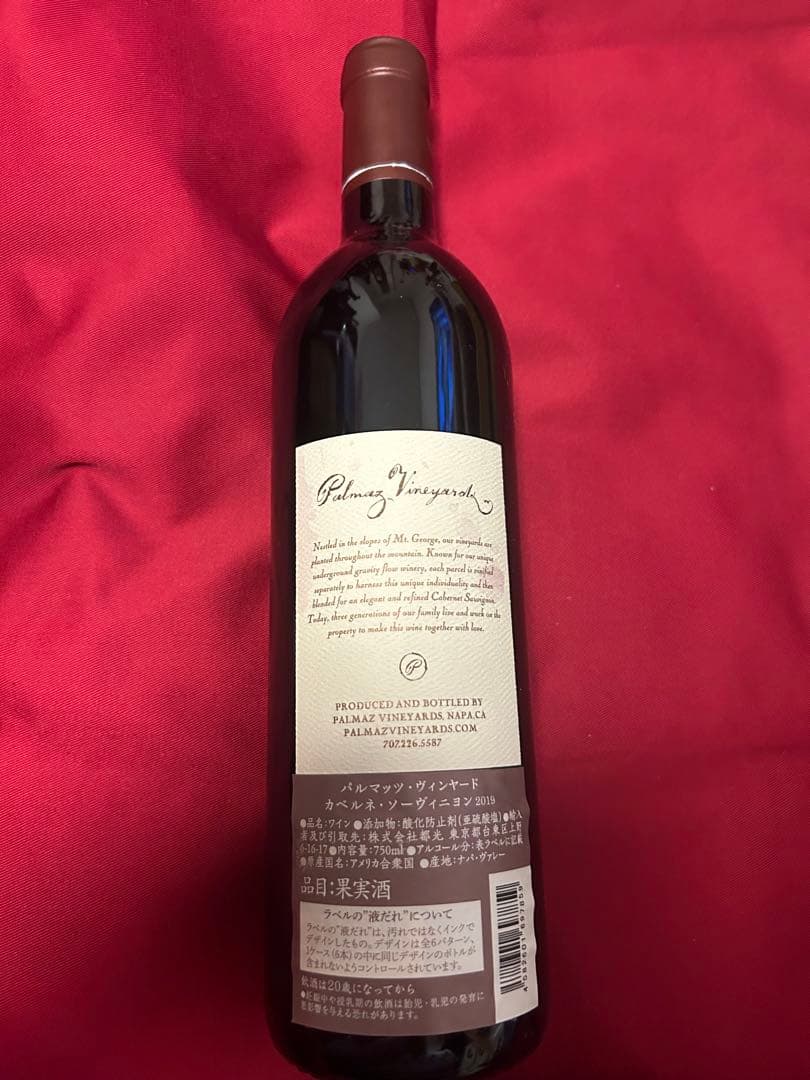 Palmaz Vineyards
Nestled in the slopes of Mt. George, our vineyards are
planted throughout the mountain. Known for our unique
underground gravity flow winery, each parcel is vinified
separately to harness this unique individuality and then
blended for an elegant and refined Cabernet Sauvignon.
Today, three generations of our family live and work on the
property to make this wine together with love.
P
PRODUCED AND BOTTLED BY
PALMAZ VINEYARDS, NAPA, CA
PALMAZVINEYARDS.COM
707.226.5587
パルマッツ・ヴィンヤード
カベルネ・ソーヴィニヨン 2019
●品名:ワイン ●添加物:酸化防止剤(亜硫酸塩) ●輸入
者及び引取先:株式会社都光 東京都台東区上野
6-16-17 ●内容量:750ml ●アルコール分:表ラベルに記載
●原産国名:アメリカ合衆国 ●産地:ナパ・ヴァレー
品目:果実酒
ラベルの"液だれ"について
ラベルの"液だれ"は、汚れではなくインクで
デザインしたもの。デザインは全6パターン、
1ケース(6本)の中に同じデザインのボトルが
含まれないようコントロールされています。
飲酒は20歳になってから
●妊娠中や授乳期の飲酒は胎児・乳児の発育に
悪影響を与える恐れがあります。
4582601697859